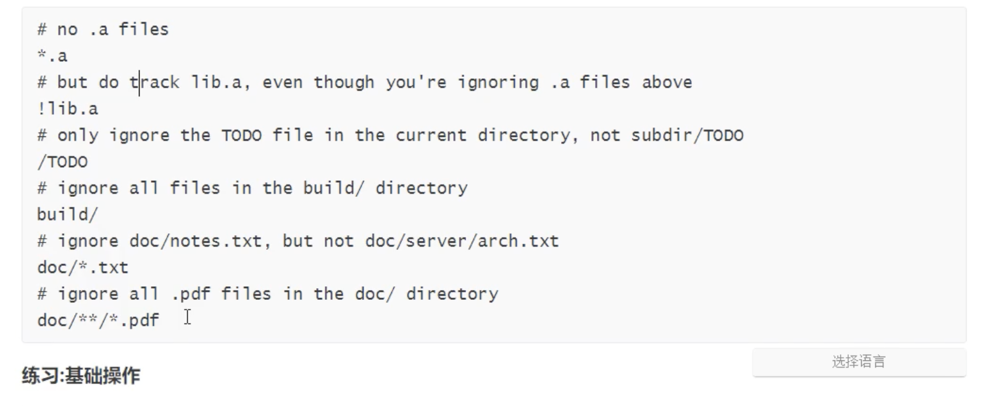 # no .a files
*.a
# but do track lib.a, even though you're ignoring .a files above
!lib.a
# only ignore the TODO file in the current directory, not subdir/TODO
/TODO
# ignore all files in the build/ directory
build/
# ignore doc/notes.txt, but not doc/server/arch.txt
doc/*.txt
# ignore all .pdf files in the doc/ directory
doc/**/*.pdf
选择语言
练习:基础操作